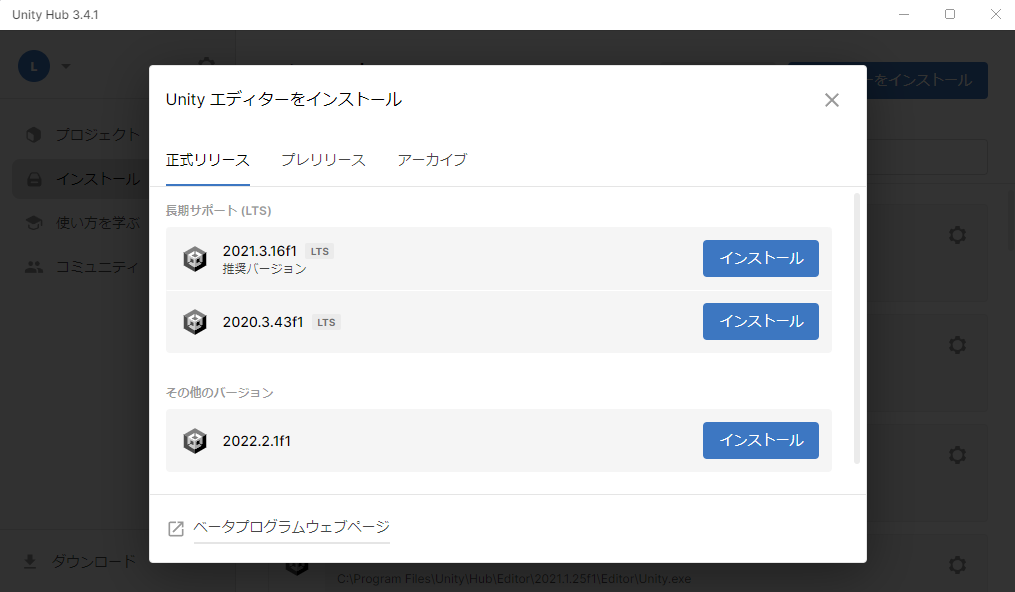 Unity Hub 3.4.1
L
プロジェクト
インストール
使い方を学ぶ
コミュニティ
ダウンロード
ーをインストール
Unity エディターをインストール
正式リリース プレリリース アーカイブ
長期サポート (LTS)
2021.3.16f1 LTS
推奨バージョン
インストール
2020.3.43f1 LTS
インストール
その他のバージョン
2022.2.1f1
インストール
ベータプログラムウェブページ
C:\Program Files\Unity\Hub\Editor\2021.1.25f1\Editor\Unity.exe